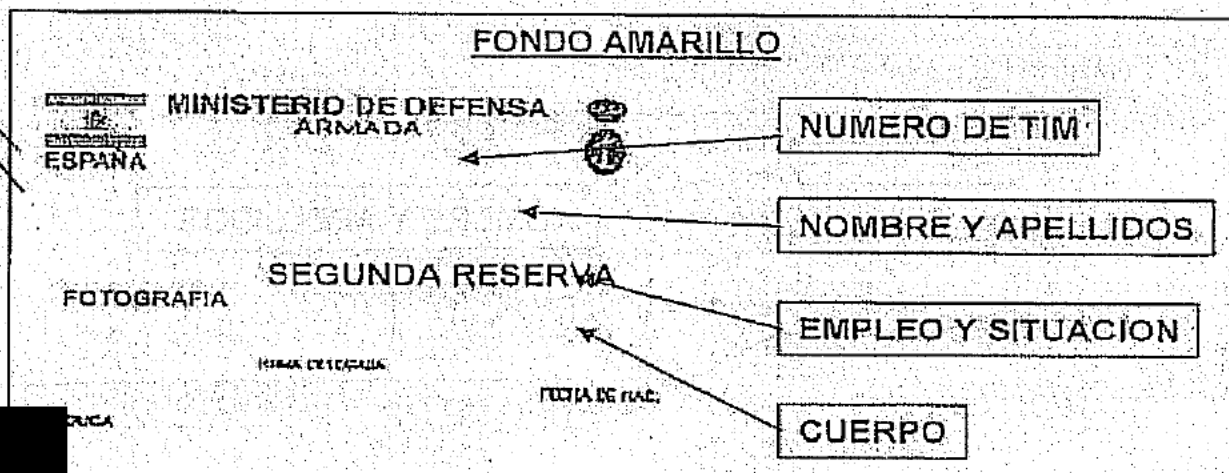 FONDO AMARILLO
MINISTERIO DE DEFENSA
ARMADA
ESPAÑA
NUMERO DE TIM
NOMBRE Y APELLIDOS
SEGUNDA RESERVA
FOTOGRAFIA
EMPLEO Y SITUACION
FECHA DE NAC.
CUERPO